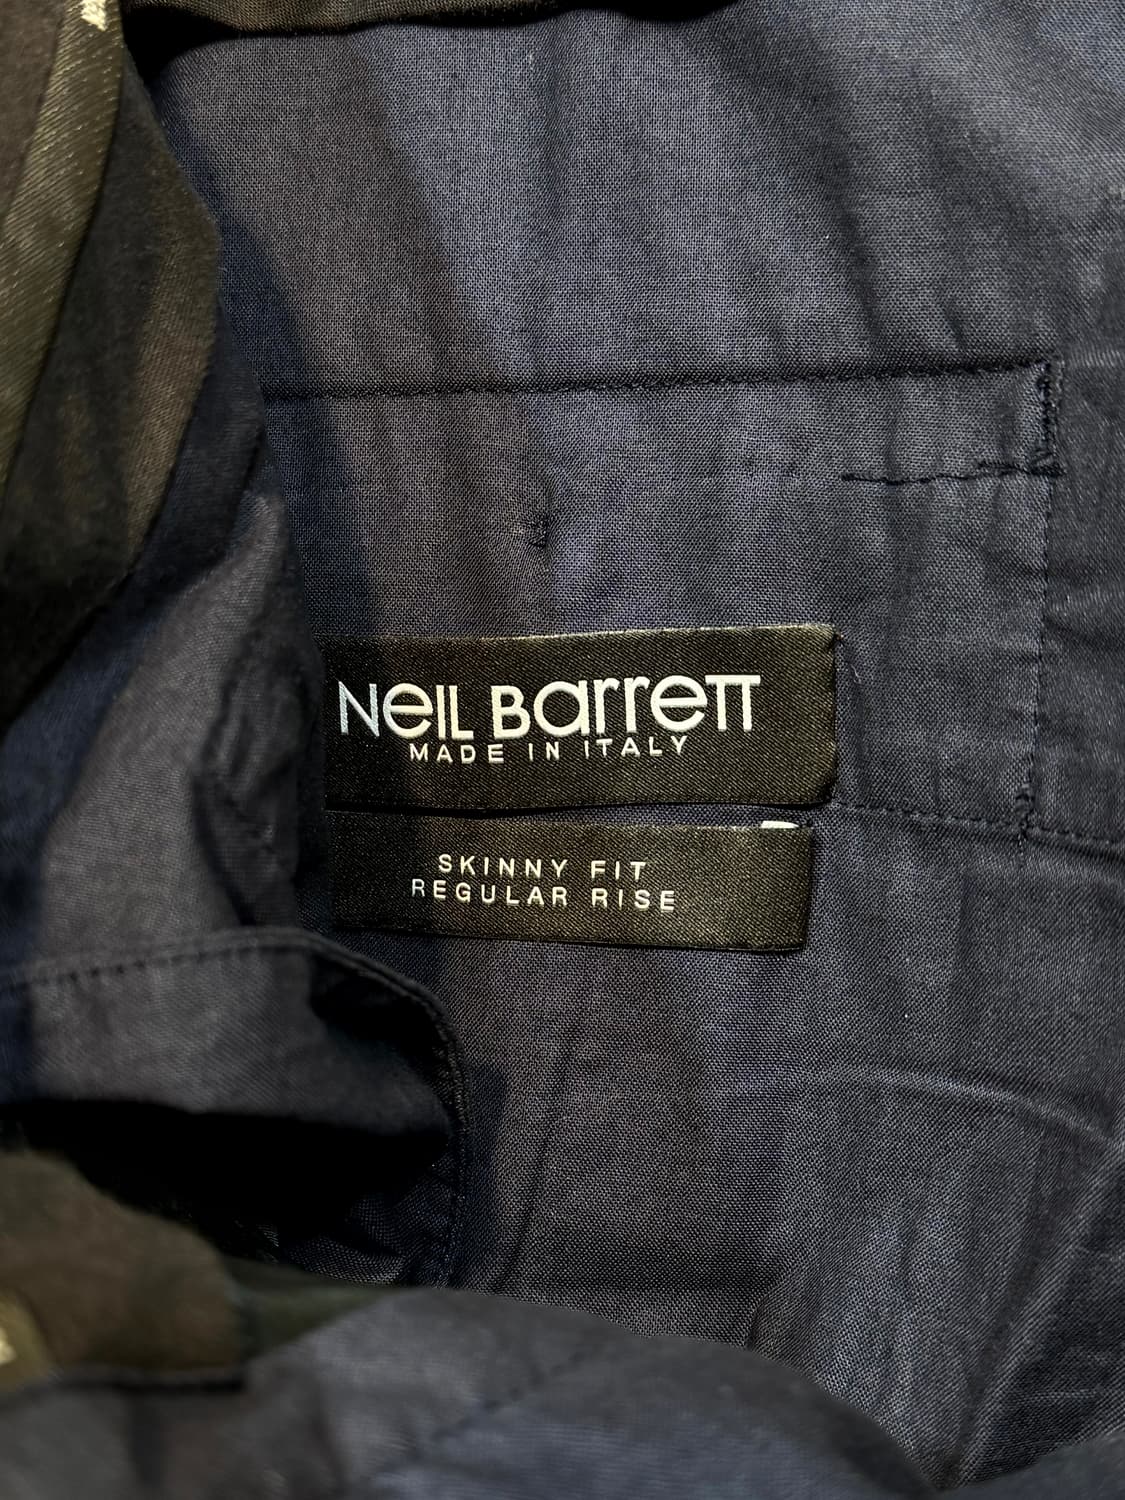 Neil Barrett
MADE IN ITALY
SKINNY FIT
REGULAR RISE